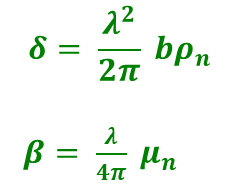 δ = λ²/2π bρₙ
β = λ/4π μₙ